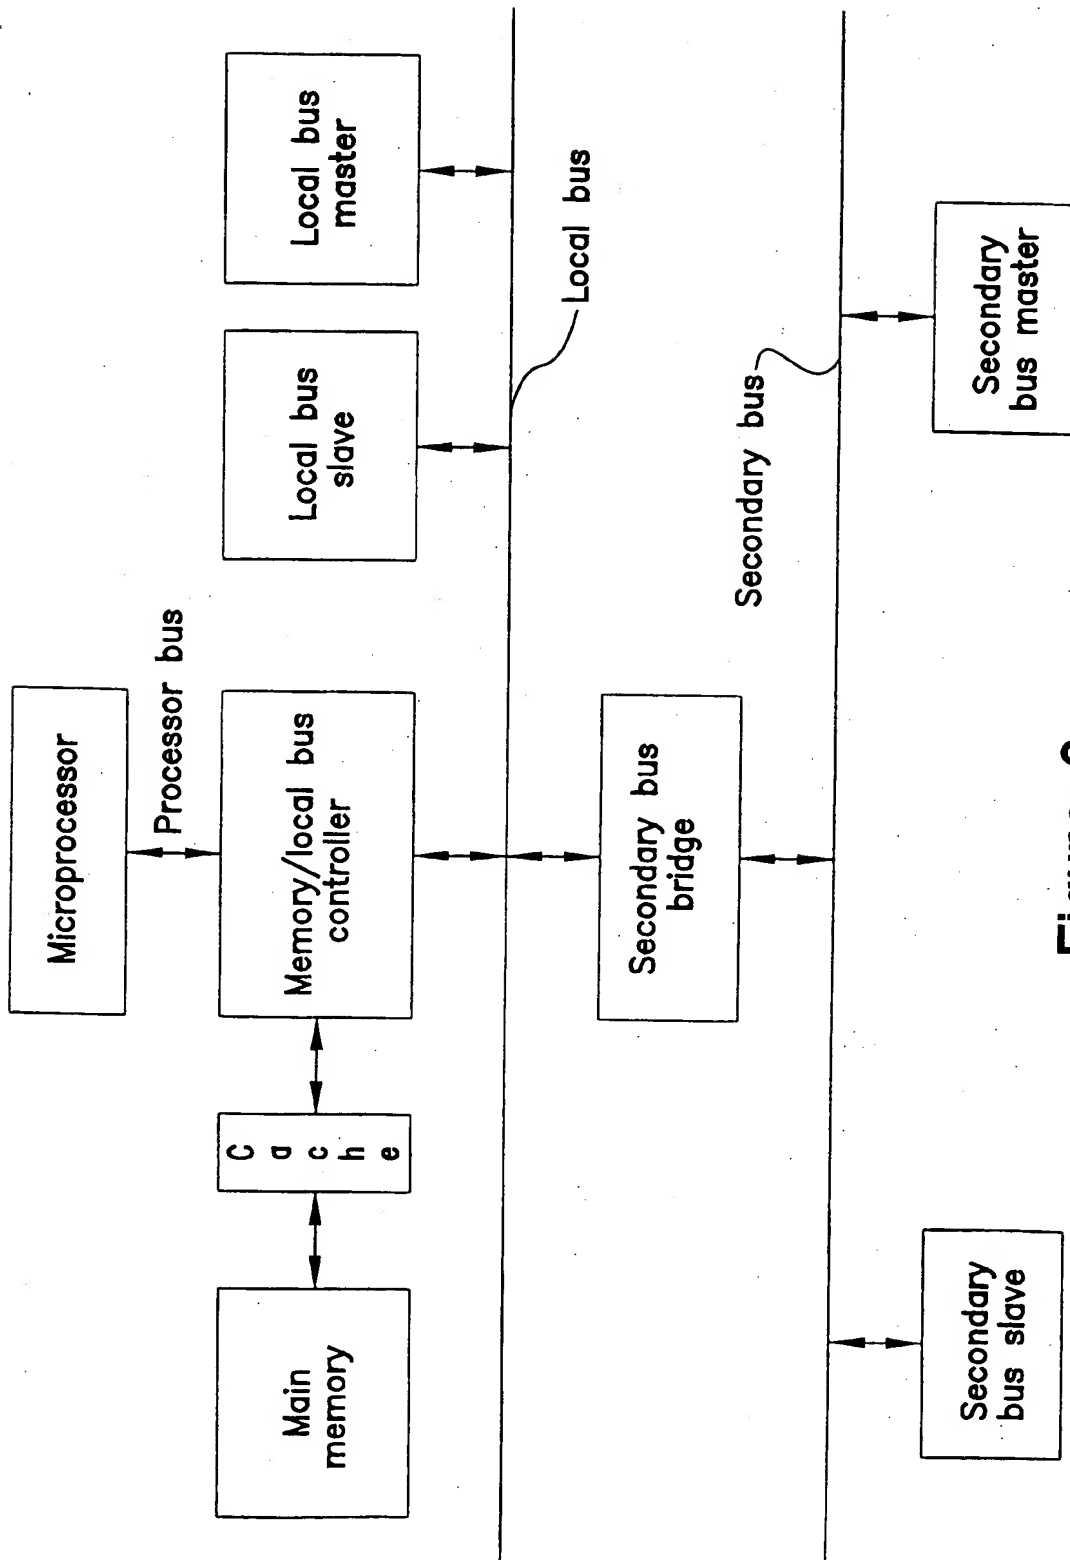 Microprocessor
Processor bus
Main
memory
C
a
c
h
e
Memory/local bus
controller
Local bus
slave
Local bus
master
Local bus
Secondary bus
bridge
Secondary bus
Secondary
bus slave
Secondary
bus master
Figure